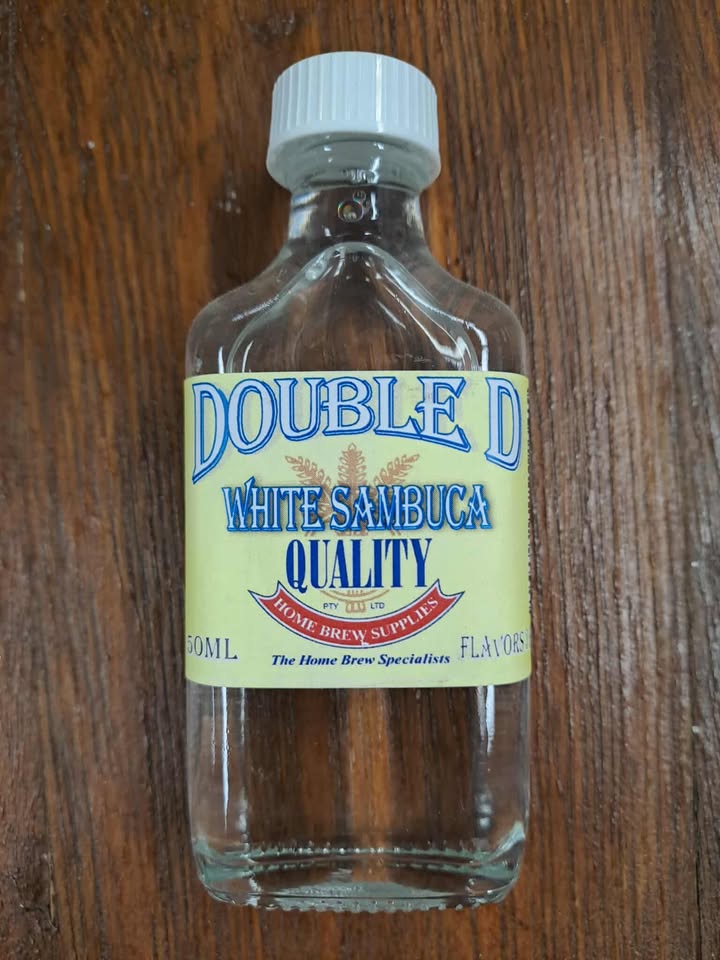 DOUBLE D
WHITE SAMBUCA
QUALITY
PTY LTD
HOME BREW SUPPLIES
50ML FLAVORS
The Home Brew Specialists